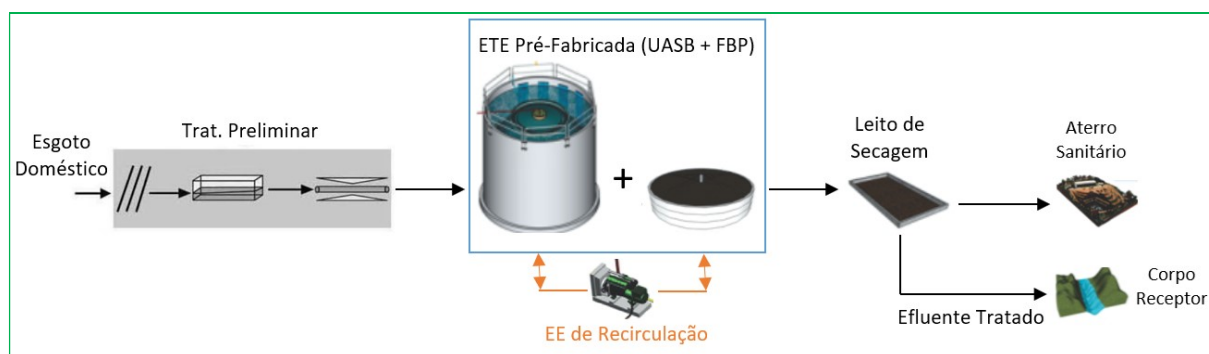 ETE Pré-Fabricada (UASB + FBP)
Trat. Preliminar
Esgoto
Doméstico
+
Leito de
Secagem
Aterro
Sanitário
EE de Recirculação
Efluente Tratado
Corpo
Receptor